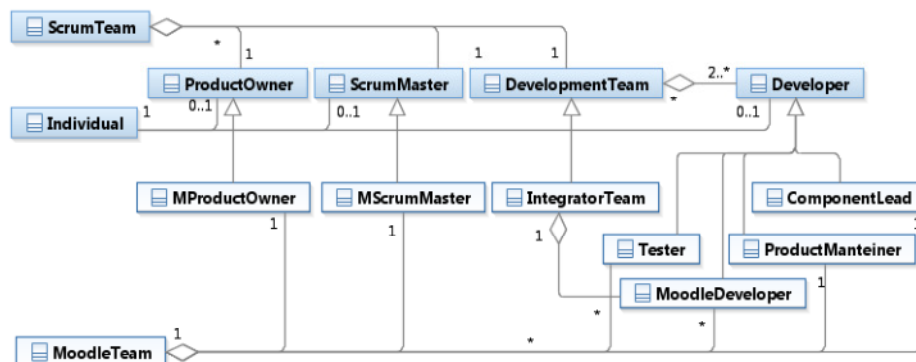 ScrumTeam
* 1 1 1
ProductOwner ScrumMaster DevelopmentTeam 2..* Developer
*
0..1 0..1 0..1
Individual 1
MProductOwner MScrumMaster IntegratorTeam ComponentLead
1 1 1 1
Tester ProductManteiner
MoodleDeveloper 1
* *
1 *
MoodleTeam